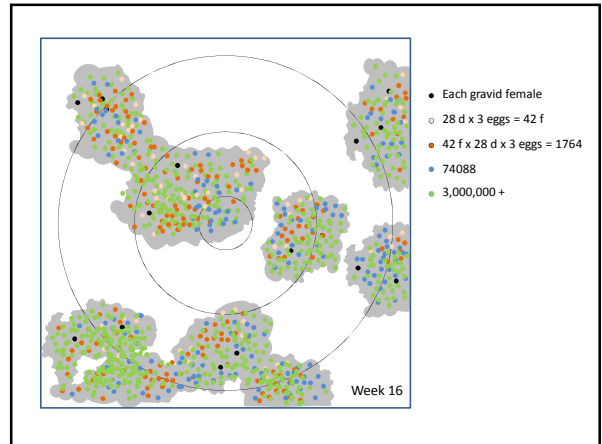 Each gravid female
28 d x 3 eggs = 42 f
42 f x 28 d x 3 eggs = 1764
74088
3,000,000 +
Week 16